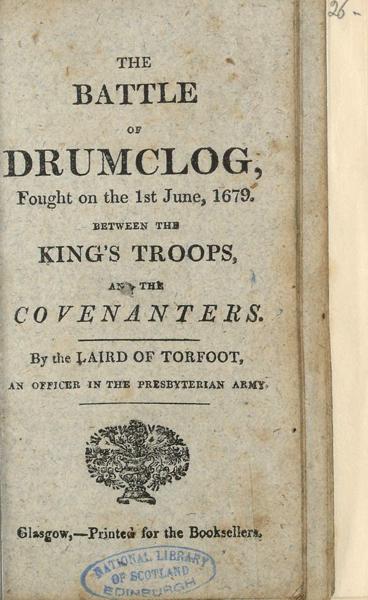 26-
THE
BATTLE
OF
DRUMCLOG,
Fought on the 1st June, 1679.
BETWEEN THE
KING'S TROOPS,
AND THE
COVENANTERS.
By the LAIRD OF TORFOOT,
AN OFFICER IN THE PRESBYTERIAN ARMY.
Glasgow,—Printed for the Booksellers.
NATIONAL LIBRARY
OF SCOTLAND
EDINBURGH